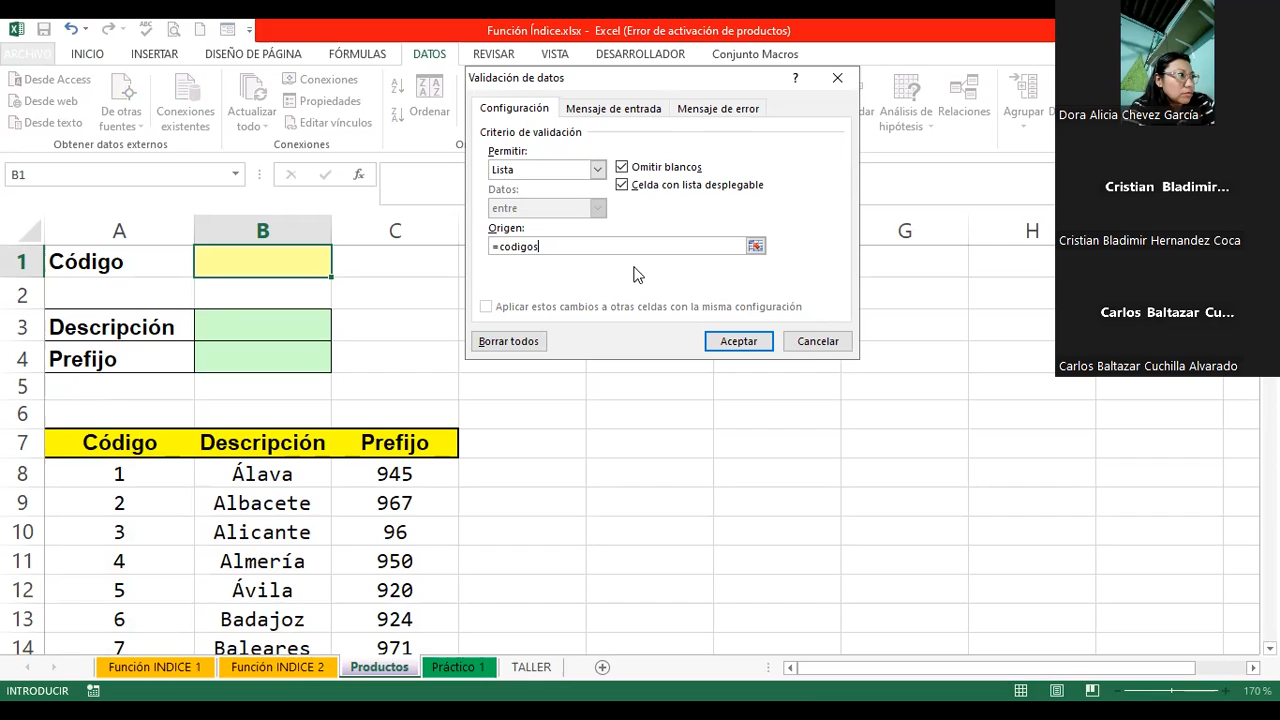 Función Índice.xlsx - Excel (Error de activación de productos)
ARCHIVO INICIO INSERTAR DISEÑO DE PÁGINA FÓRMULAS DATOS REVISAR VISTA DESARROLLADOR Conjunto Macros
Desde Access
Desde web
Desde texto
De otras fuentes
Conexiones existentes
Obtener datos externos
Actualizar todo
Conexiones
Propiedades
Editar vínculos
Conexiones
Ordenar
Análisis de hipótesis
Relaciones
Agrupar
Validación de datos ?
Configuración Mensaje de entrada Mensaje de error
Criterio de validación
Permitir:
Lista
Omitir blancos
Celda con lista desplegable
Datos:
entre
Origen:
=codigos
Aplicar estos cambios a otras celdas con la misma configuración
Borrar todos Aceptar Cancelar
Dora Alicia Chevez García
Cristian Bladimir...
Cristian Bladimir Hernandez Coca
Carlos Baltazar Cu...
Carlos Baltazar Cuchilla Alvarado
B1 fx
A B C G H
1 Código
2
3 Descripción
4 Prefijo
5
6
7 Código Descripción Prefijo
8 1 Álava 945
9 2 Albacete 967
10 3 Alicante 96
11 4 Almería 950
12 5 Ávila 920
13 6 Badajoz 924
14 7 Baleares 971
Función INDICE 1 Función INDICE 2 Productos Práctico 1 TALLER
INTRODUCIR 170 %